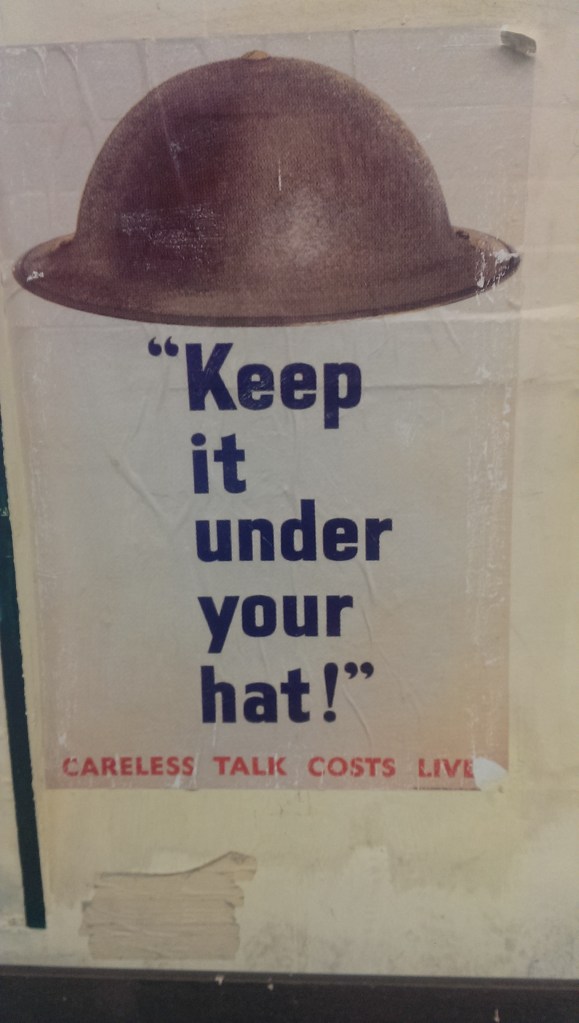 “Keep
it
under
your
hat!”
CARELESS TALK COSTS LIVE